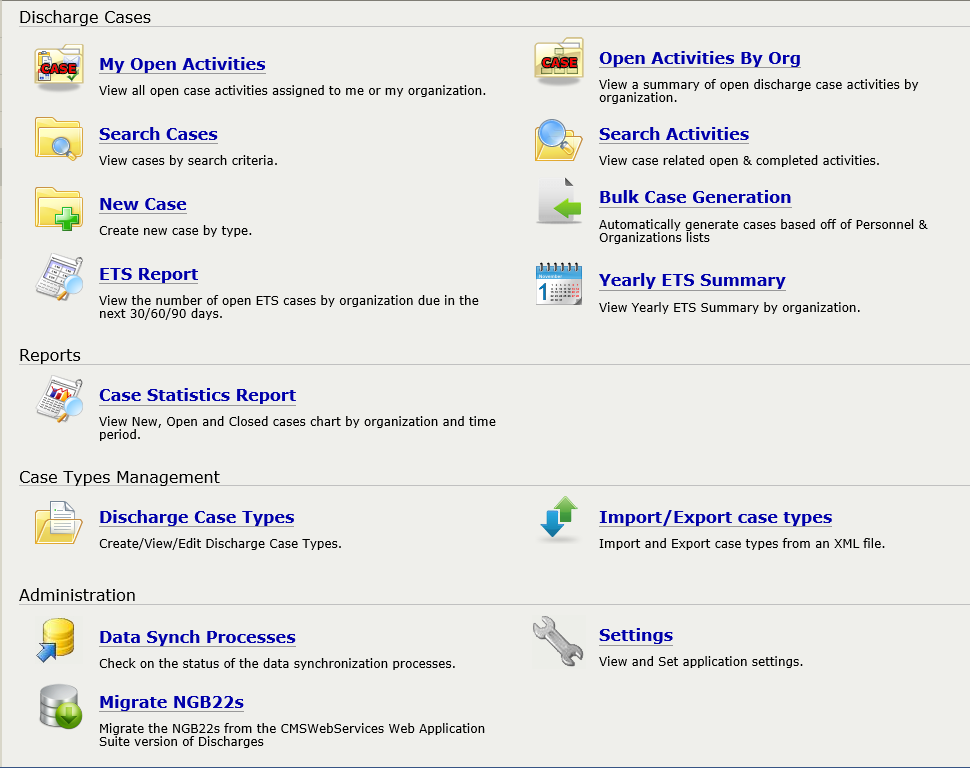 Discharge Cases
CASE
My Open Activities
View all open case activities assigned to me or my organization.
CASE
Open Activities By Org
View a summary of open discharge case activities by
organization.
Search Cases
View cases by search criteria.
Search Activities
View case related open & completed activities.
New Case
Create new case by type.
Bulk Case Generation
Automatically generate cases based off of Personnel &
Organizations lists
ETS Report
View the number of open ETS cases by organization due in the
next 30/60/90 days.
November
1
Yearly ETS Summary
View Yearly ETS Summary by organization.
Reports
Case Statistics Report
View New, Open and Closed cases chart by organization and time
period.
Case Types Management
Discharge Case Types
Create/View/Edit Discharge Case Types.
Import/Export case types
Import and Export case types from an XML file.
Administration
Data Synch Processes
Check on the status of the data synchronization processes.
Settings
View and Set application settings.
Migrate NGB22s
Migrate the NGB22s from the CMSWebServices Web Application
Suite version of Discharges